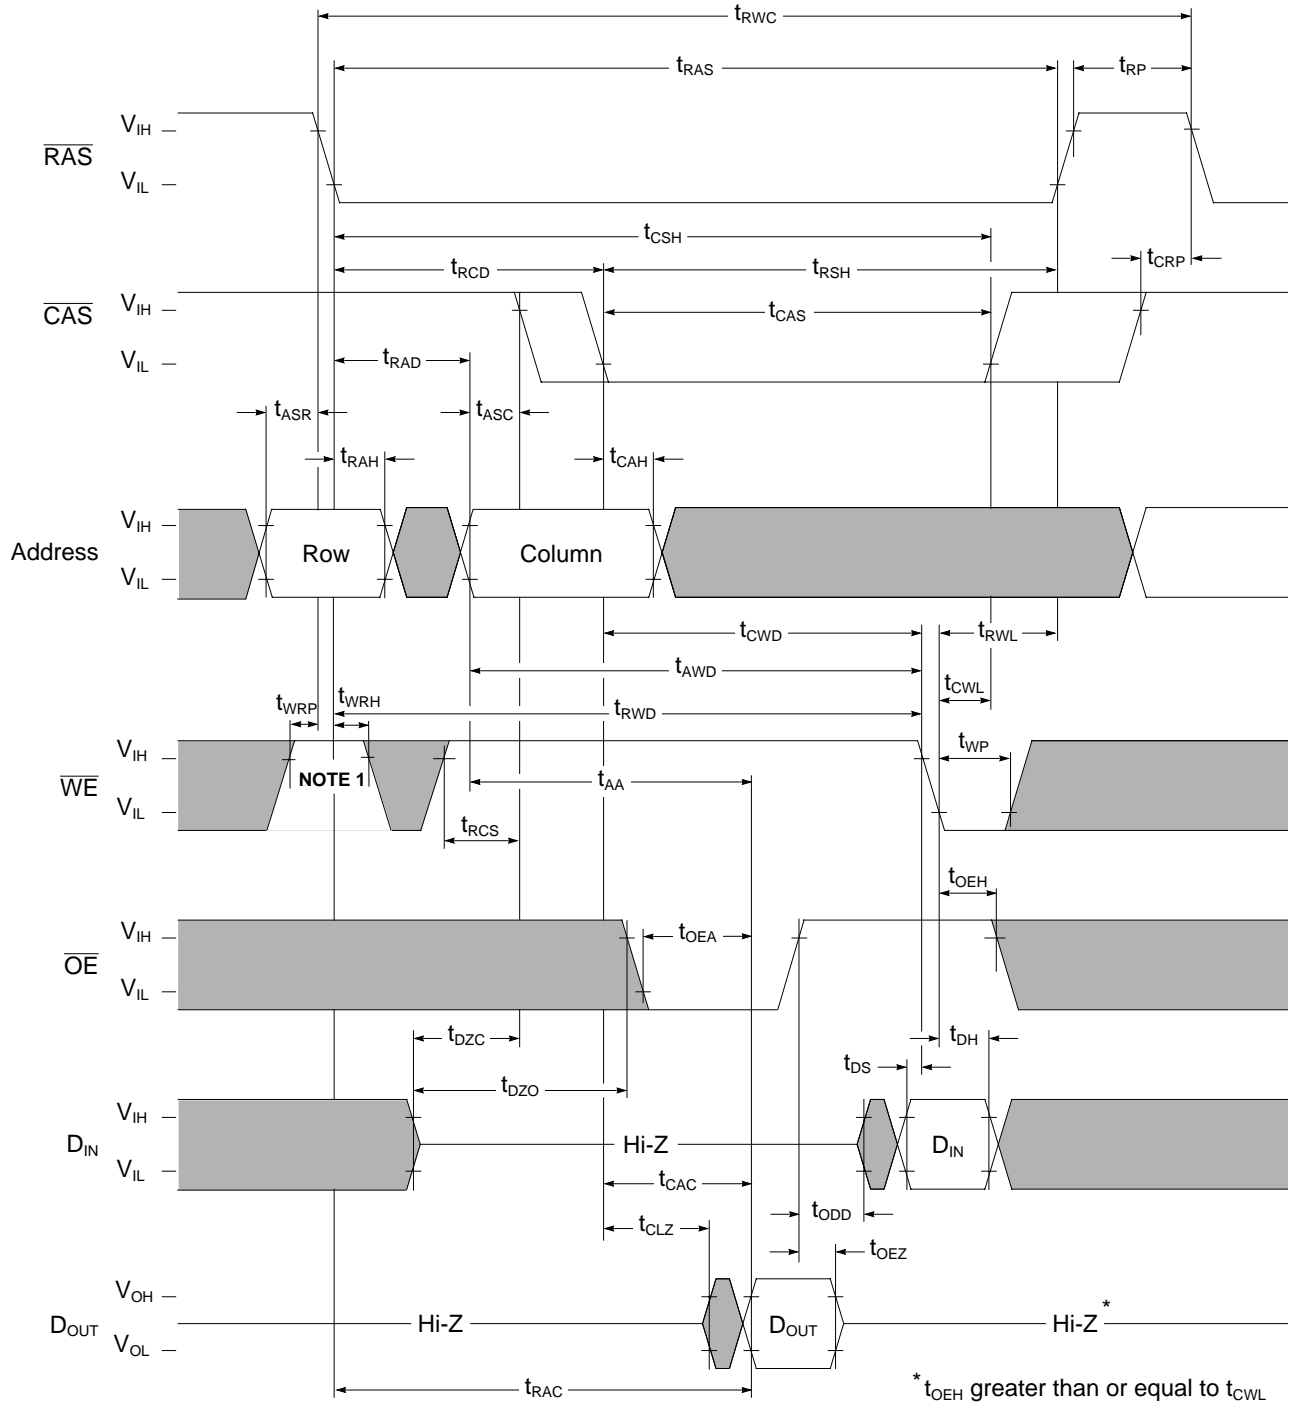 tRWC
tRAS
tRP
VIH
RAS
VIL
tCSH
tRCD
tRSH
tCRP
VIH
CAS
tCAS
VIL
tRAD
tASR
tASC
tRAH
tCAH
VIH
Address
Row
Column
VIL
tCWD
tRWL
tAWD
tCWL
tWRP
tWRH
tRWD
VIH
tWP
NOTE 1
WE
tAA
VIL
tRCS
tOEH
VIH
tOEA
OE
VIL
tDZC
tDH
tDS
tDZO
VIH
DIN
Hi-Z
DIN
VIL
tCAC
tODD
tCLZ
tOEZ
VOH
DOUT
Hi-Z
DOUT
Hi-Z *
VOL
tRAC
* tOEH greater than or equal to tCWL